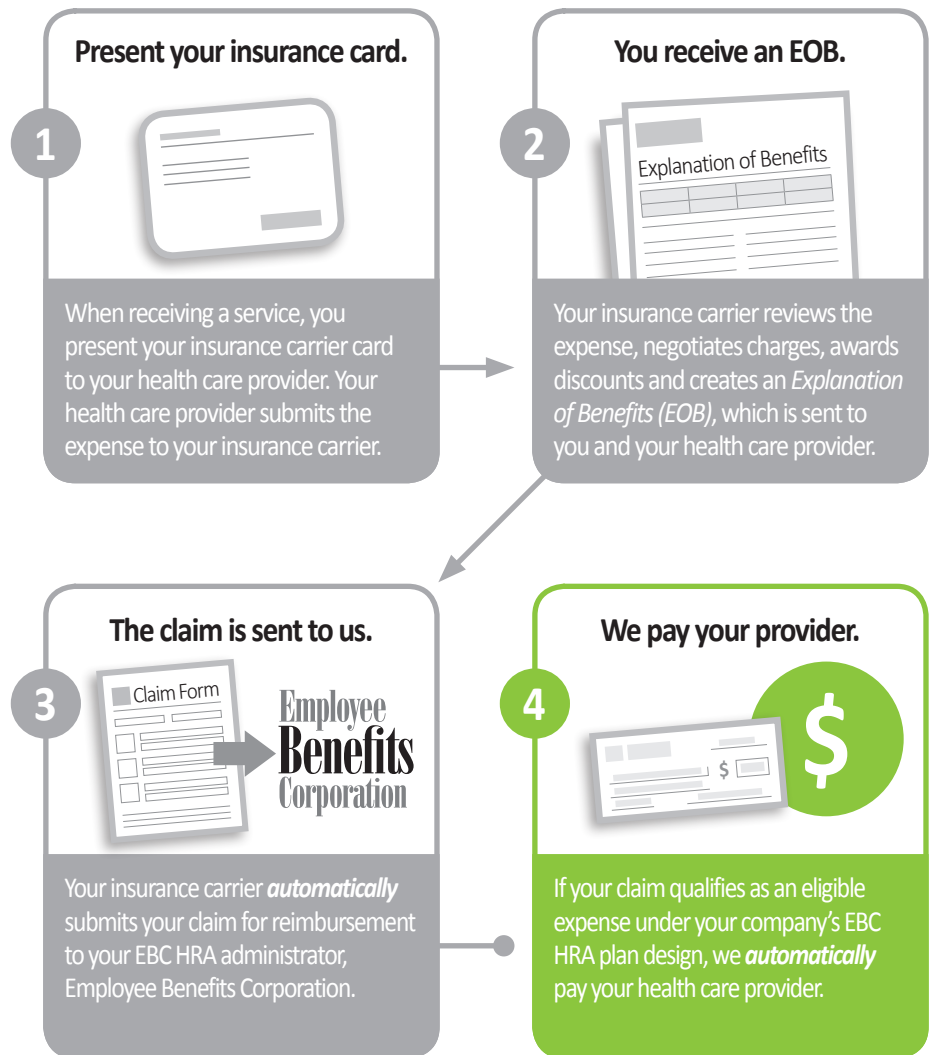 Present your insurance card.
1
When receiving a service, you
present your insurance carrier card
to your health care provider. Your
health care provider submits the
expense to your insurance carrier.
You receive an EOB.
2
Explanation of Benefits
Your insurance carrier reviews the
expense, negotiates charges, awards
discounts and creates an Explanation
of Benefits (EOB), which is sent to
you and your health care provider.
The claim is sent to us.
3
Claim Form
Employee
Benefits
Corporation
Your insurance carrier automatically
submits your claim for reimbursement
to your EBC HRA administrator,
Employee Benefits Corporation.
We pay your provider.
4
$
$
If your claim qualifies as an eligible
expense under your company’s EBC
HRA plan design, we automatically
pay your health care provider.